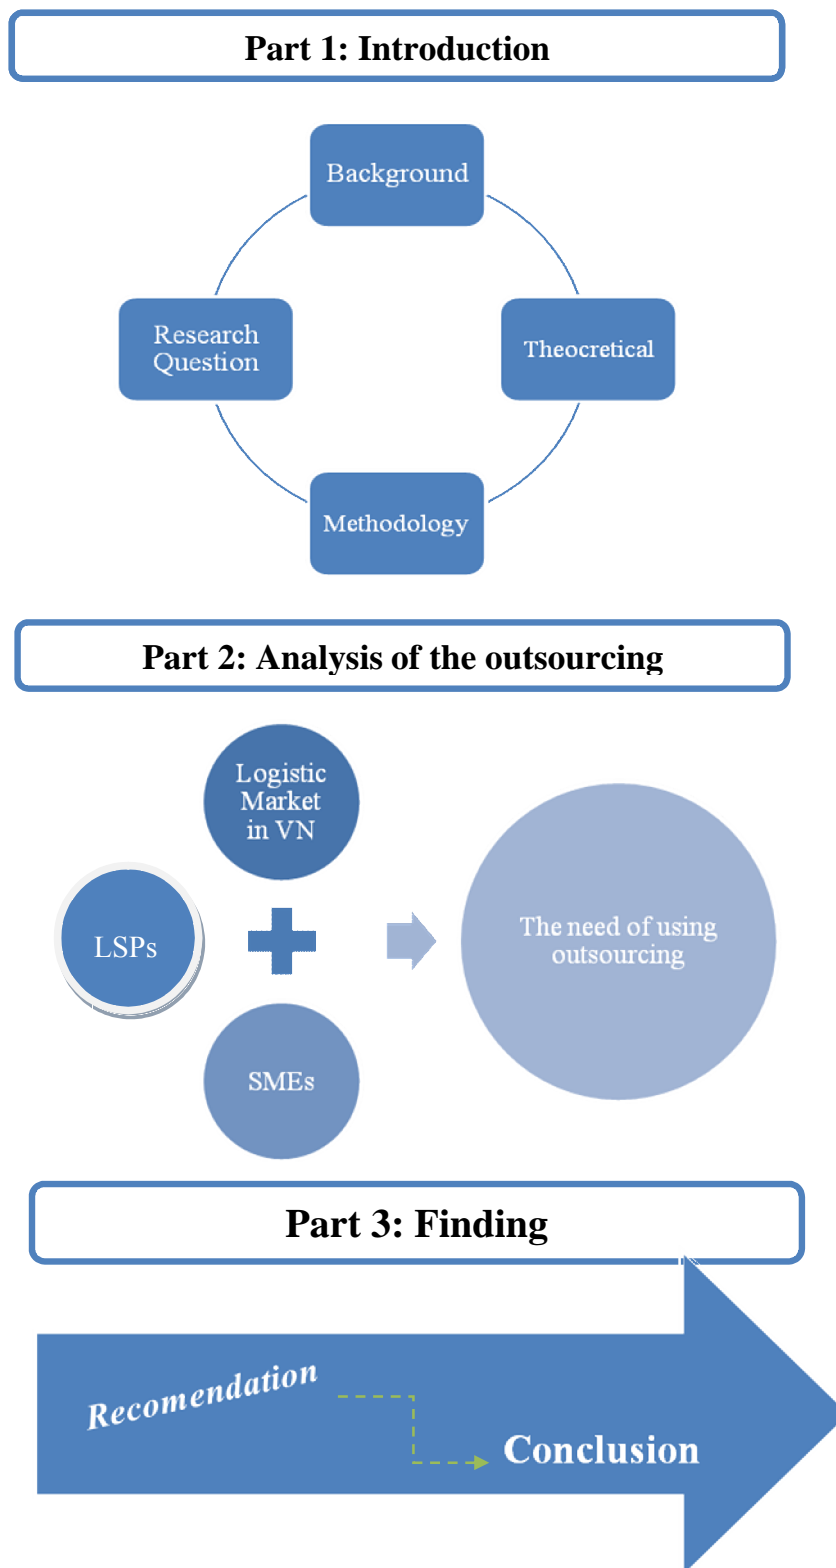 Part 1: Introduction
Background
Research
Question
Theocretical
Methodology
Part 2: Analysis of the outsourcing
Logistic
Market
in VN
LSPs
The need of using
outsourcing
SMEs
Part 3: Finding
Recomendation
Conclusion